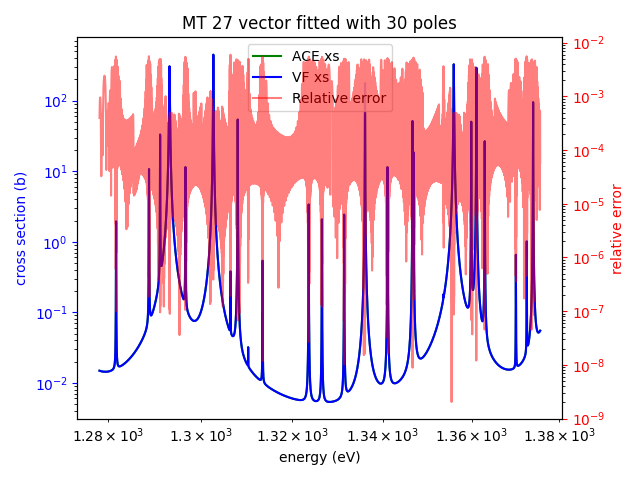 MT 27 vector fitted with 30 poles
ACE xs
VF xs
Relative error
cross section (b)
10²
10¹
10⁰
10⁻¹
10⁻²
relative error
10⁻²
10⁻³
10⁻⁴
10⁻⁵
10⁻⁶
10⁻⁷
10⁻⁸
10⁻⁹
1.28 × 10³ 1.3 × 10³ 1.32 × 10³ 1.34 × 10³ 1.36 × 10³ 1.38 × 10³
energy (eV)